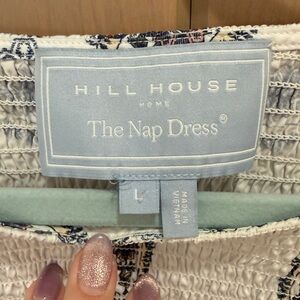 HILL HOUSE
HOME
The Nap Dress®
L
MADE IN
VIETNAM